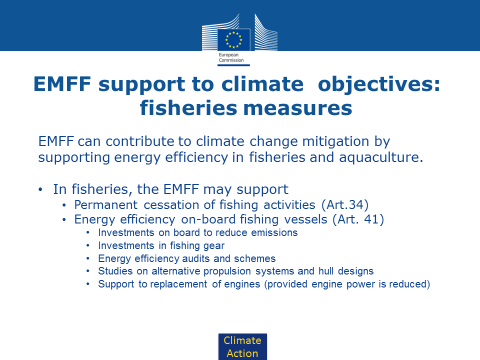 European
Commission
EMFF support to climate objectives:
fisheries measures
EMFF can contribute to climate change mitigation by
supporting energy efficiency in fisheries and aquaculture.
• In fisheries, the EMFF may support
• Permanent cessation of fishing activities (Art.34)
• Energy efficiency on-board fishing vessels (Art. 41)
• Investments on board to reduce emissions
• Investments in fishing gear
• Energy efficiency audits and schemes
• Studies on alternative propulsion systems and hull designs
• Support to replacement of engines (provided engine power is reduced)
Climate
Action